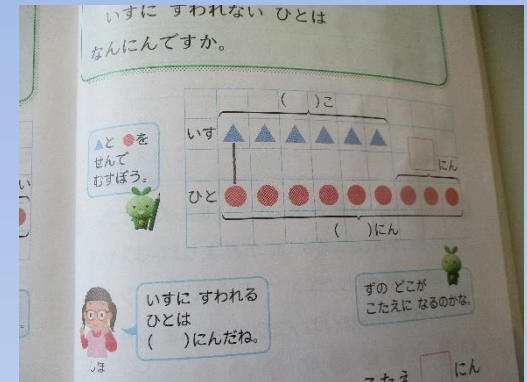 いすに すわれない ひとは
なんにんですか。
( )こ
▲と ●を
せんで
むすぼう。
いす
□にん
ひと
( )にん
いすに すわれる
ひとは
( )にんだね。
ずの どこが
こたえに なるのかな。
しほ
こたえ □にん